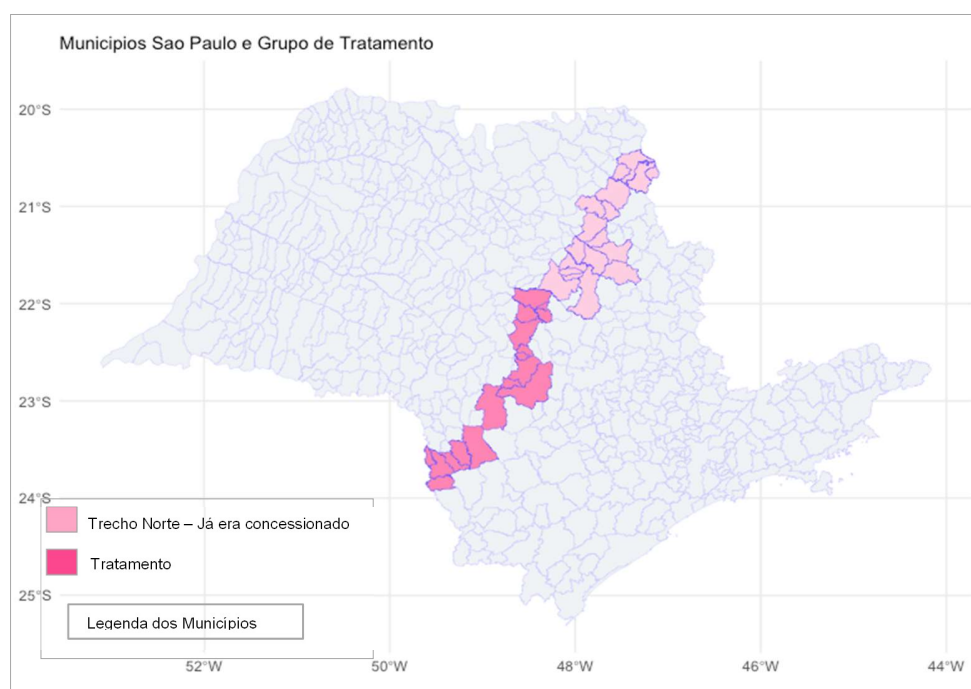 Municipios Sao Paulo e Grupo de Tratamento
20°S
21°S
22°S
23°S
24°S
25°S
Trecho Norte – Já era concessionado
Tratamento
Legenda dos Municipios
52°W
50°W
48°W
46°W
44°W